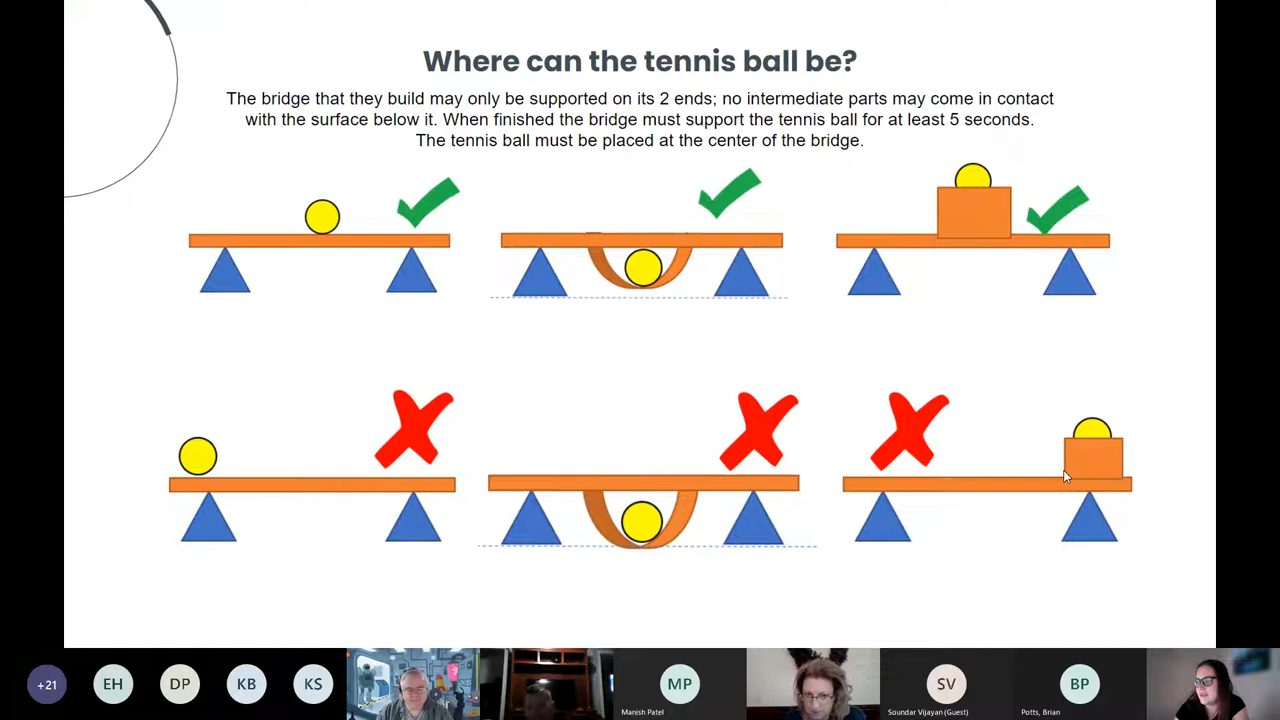 Where can the tennis ball be?
The bridge that they build may only be supported on its 2 ends; no intermediate parts may come in contact
with the surface below it. When finished the bridge must support the tennis ball for at least 5 seconds.
The tennis ball must be placed at the center of the bridge.
+21
EH
DP
KB
KS
MP
Manish Patel
SV
Soundar Vijayan (Guest)
BP
Potts, Brian